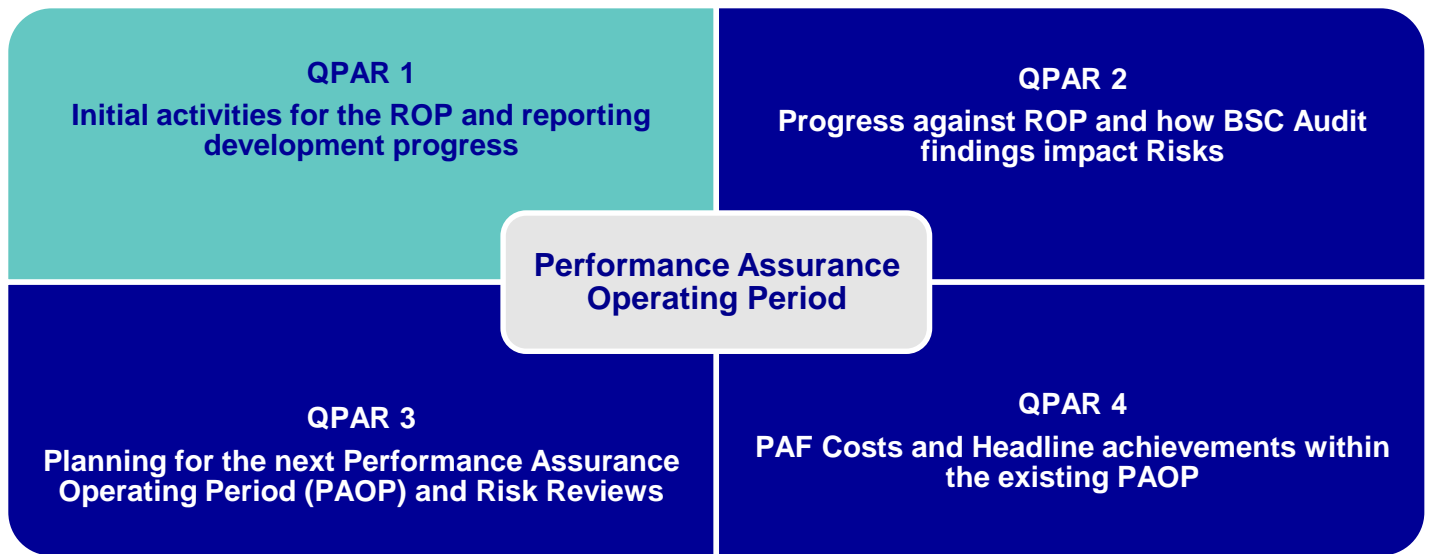 QPAR 1
Initial activities for the ROP and reporting
development progress
QPAR 2
Progress against ROP and how BSC Audit
findings impact Risks
Performance Assurance
Operating Period
QPAR 3
Planning for the next Performance Assurance
Operating Period (PAOP) and Risk Reviews
QPAR 4
PAF Costs and Headline achievements within
the existing PAOP